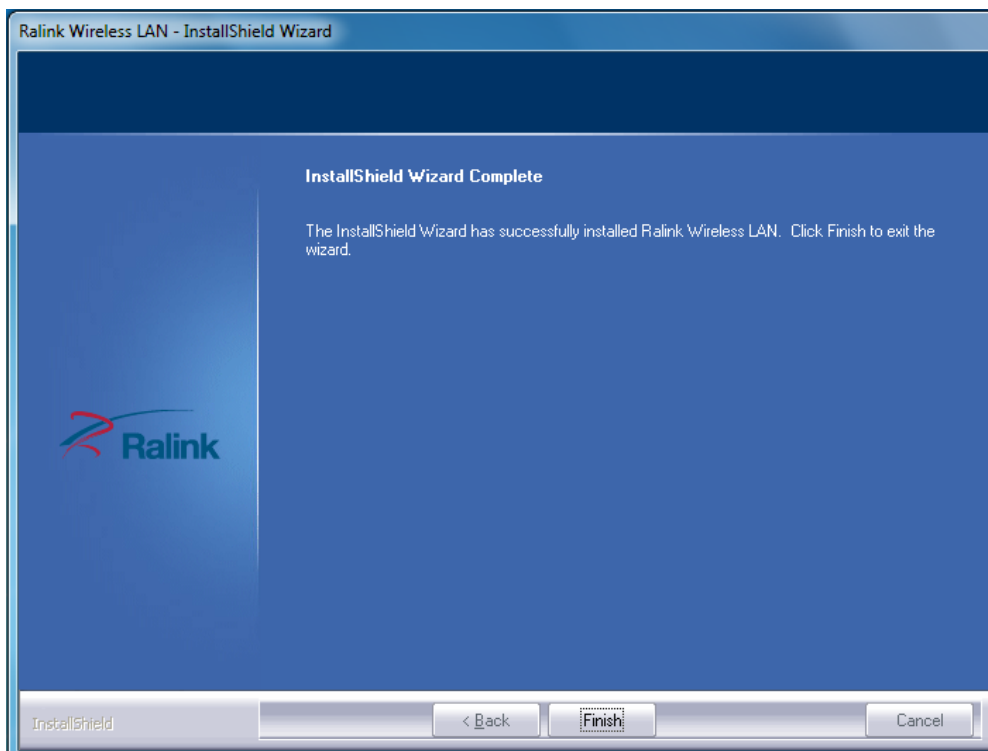 Ralink Wireless LAN - InstallShield Wizard
InstallShield Wizard Complete
The InstallShield Wizard has successfully installed Ralink Wireless LAN.  Click Finish to exit the
wizard.
Ralink
InstallShield
< Back
Finish
Cancel